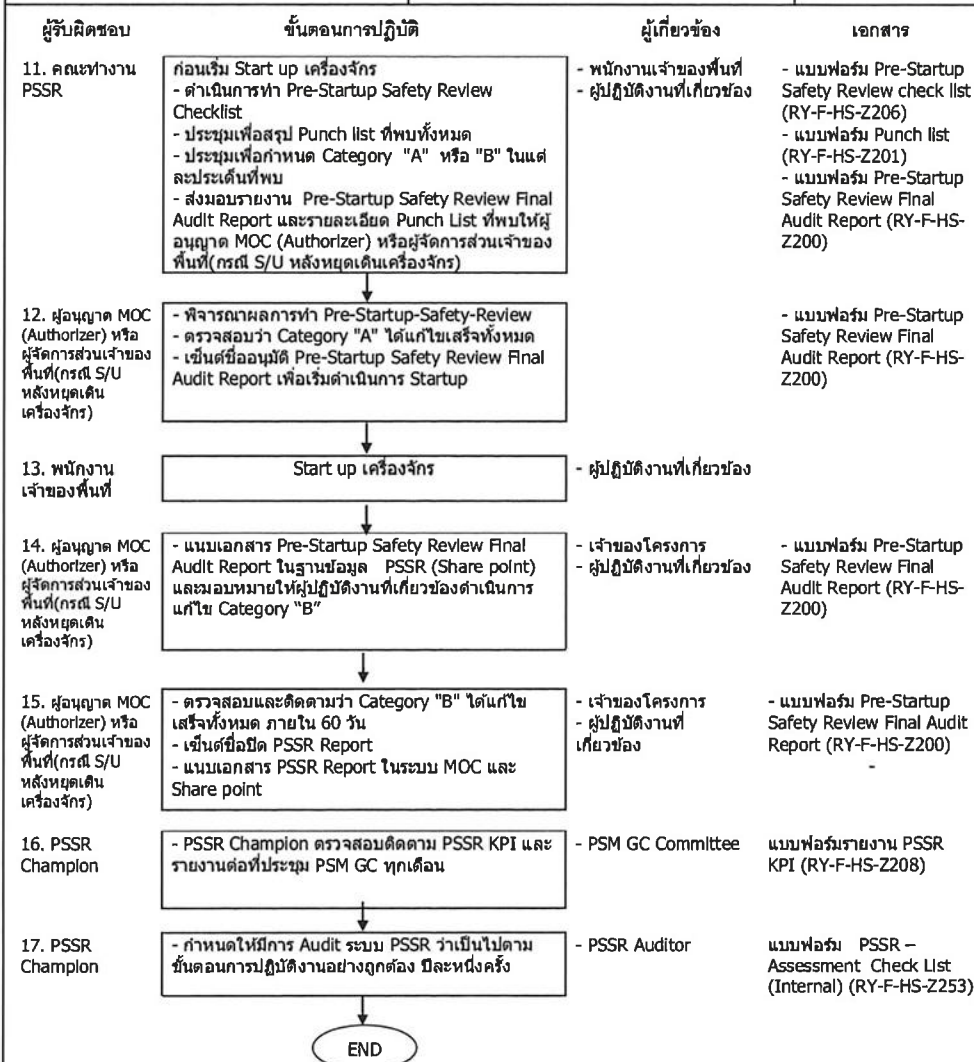 ผู้รับผิดชอบ
ขั้นตอนการปฏิบัติ
ผู้เกี่ยวข้อง
เอกสาร
11. คณะทำงาน
PSSR
ก่อนเริ่ม Start up เครื่องจักร
- ดำเนินการทำ Pre-Startup Safety Review
Checklist
- ประชุมเพื่อสรุป Punch list ที่พบทั้งหมด
- ประชุมเพื่อกำหนด Category "A" หรือ "B" ในแต่
ละประเด็นที่พบ
- ส่งมอบรายงาน Pre-Startup Safety Review Final
Audit Report และรายละเอียด Punch List ที่พบให้ผู้
อนุญาต MOC (Authorizer) หรือผู้จัดการส่วนเจ้าของ
พื้นที่(กรณี S/U หลังหยุดเดินเครื่องจักร)
- พนักงานเจ้าของพื้นที่
- ผู้ปฏิบัติงานที่เกี่ยวข้อง
- แบบฟอร์ม Pre-Startup
Safety Review check list
(RY-F-HS-Z206)
- แบบฟอร์ม Punch list
(RY-F-HS-Z201)
- แบบฟอร์ม Pre-Startup
Safety Review Final
Audit Report (RY-F-HS-
Z200)
12. ผู้อนุญาต MOC
(Authorizer) หรือ
ผู้จัดการส่วนเจ้าของ
พื้นที่(กรณี S/U
หลังหยุดเดิน
เครื่องจักร)
- พิจารณาผลการทำ Pre-Startup-Safety-Review
- ตรวจสอบว่า Category "A" ได้แก้ไขเสร็จทั้งหมด
- เซ็นต์ชื่ออนุมัติ Pre-Startup Safety Review Final
Audit Report เพื่อเริ่มดำเนินการ Startup
- แบบฟอร์ม Pre-Startup
Safety Review Final
Audit Report (RY-F-HS-
Z200)
13. พนักงาน
เจ้าของพื้นที่
Start up เครื่องจักร
- ผู้ปฏิบัติงานที่เกี่ยวข้อง
14. ผู้อนุญาต MOC
(Authorizer) หรือ
ผู้จัดการส่วนเจ้าของ
พื้นที่(กรณี S/U
หลังหยุดเดิน
เครื่องจักร)
- แนบเอกสาร Pre-Startup Safety Review Final
Audit Report ในฐานข้อมูล PSSR (Share point)
และมอบหมายให้ผู้ปฏิบัติงานที่เกี่ยวข้องดำเนินการ
แก้ไข Category “B”
- เจ้าของโครงการ
- ผู้ปฏิบัติงานที่เกี่ยวข้อง
- แบบฟอร์ม Pre-Startup
Safety Review Final
Audit Report (RY-F-HS-
Z200)
15. ผู้อนุญาต MOC
(Authorizer) หรือ
ผู้จัดการส่วนเจ้าของ
พื้นที่(กรณี S/U
หลังหยุดเดิน
เครื่องจักร)
- ตรวจสอบและติดตามว่า Category "B" ได้แก้ไข
เสร็จทั้งหมด ภายใน 60 วัน
- เซ็นต์ชื่อปิด PSSR Report
- แนบเอกสาร PSSR Report ในระบบ MOC และ
Share point
- เจ้าของโครงการ
- ผู้ปฏิบัติงานที่
เกี่ยวข้อง
- แบบฟอร์ม Pre-Startup
Safety Review Final Audit
Report (RY-F-HS-Z200)
-
16. PSSR
Champion
- PSSR Champion ตรวจสอบติดตาม PSSR KPI และ
รายงานต่อที่ประชุม PSM GC ทุกเดือน
- PSM GC Committee
แบบฟอร์มรายงาน PSSR
KPI (RY-F-HS-Z208)
17. PSSR
Champion
- กำหนดให้มีการ Audit ระบบ PSSR ว่าเป็นไปตาม
ขั้นตอนการปฏิบัติงานอย่างถูกต้อง ปีละหนึ่งครั้ง
- PSSR Auditor
แบบฟอร์ม PSSR –
Assessment Check List
(Internal) (RY-F-HS-Z253)
END